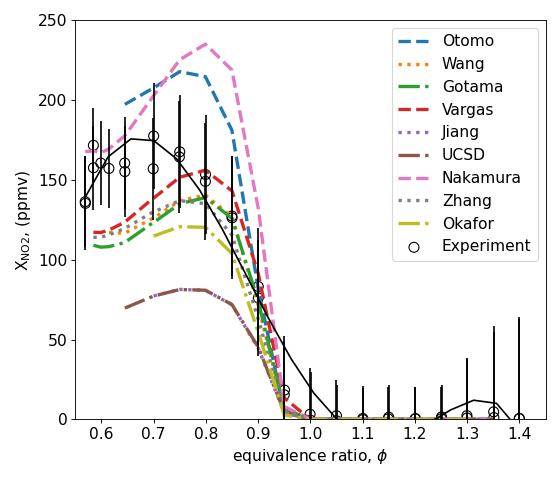 250
200
150
100
50
0
X_NO2, (ppmv)
Otomo
Wang
Gotama
Vargas
Jiang
UCSD
Nakamura
Zhang
Okafor
Experiment
0.6 0.7 0.8 0.9 1.0 1.1 1.2 1.3 1.4
equivalence ratio, ϕ